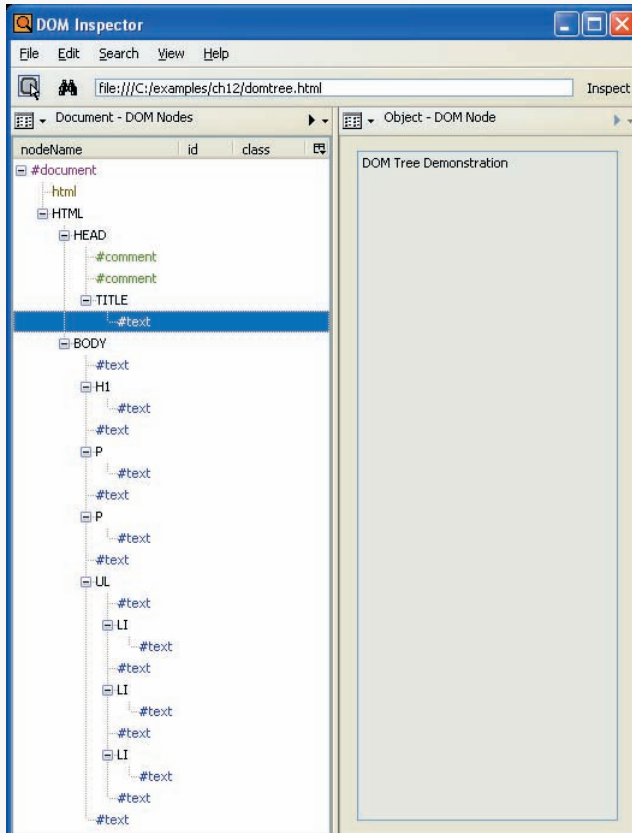 DOM Inspector
File Edit Search View Help
file:///C:/examples/ch12/domtree.html Inspect
Document - DOM Nodes
Object - DOM Node
nodeName id class
#document
html
HTML
HEAD
#comment
#comment
TITLE
#text
BODY
#text
H1
#text
#text
P
#text
#text
P
#text
#text
UL
#text
LI
#text
#text
LI
#text
#text
LI
#text
#text
#text
DOM Tree Demonstration